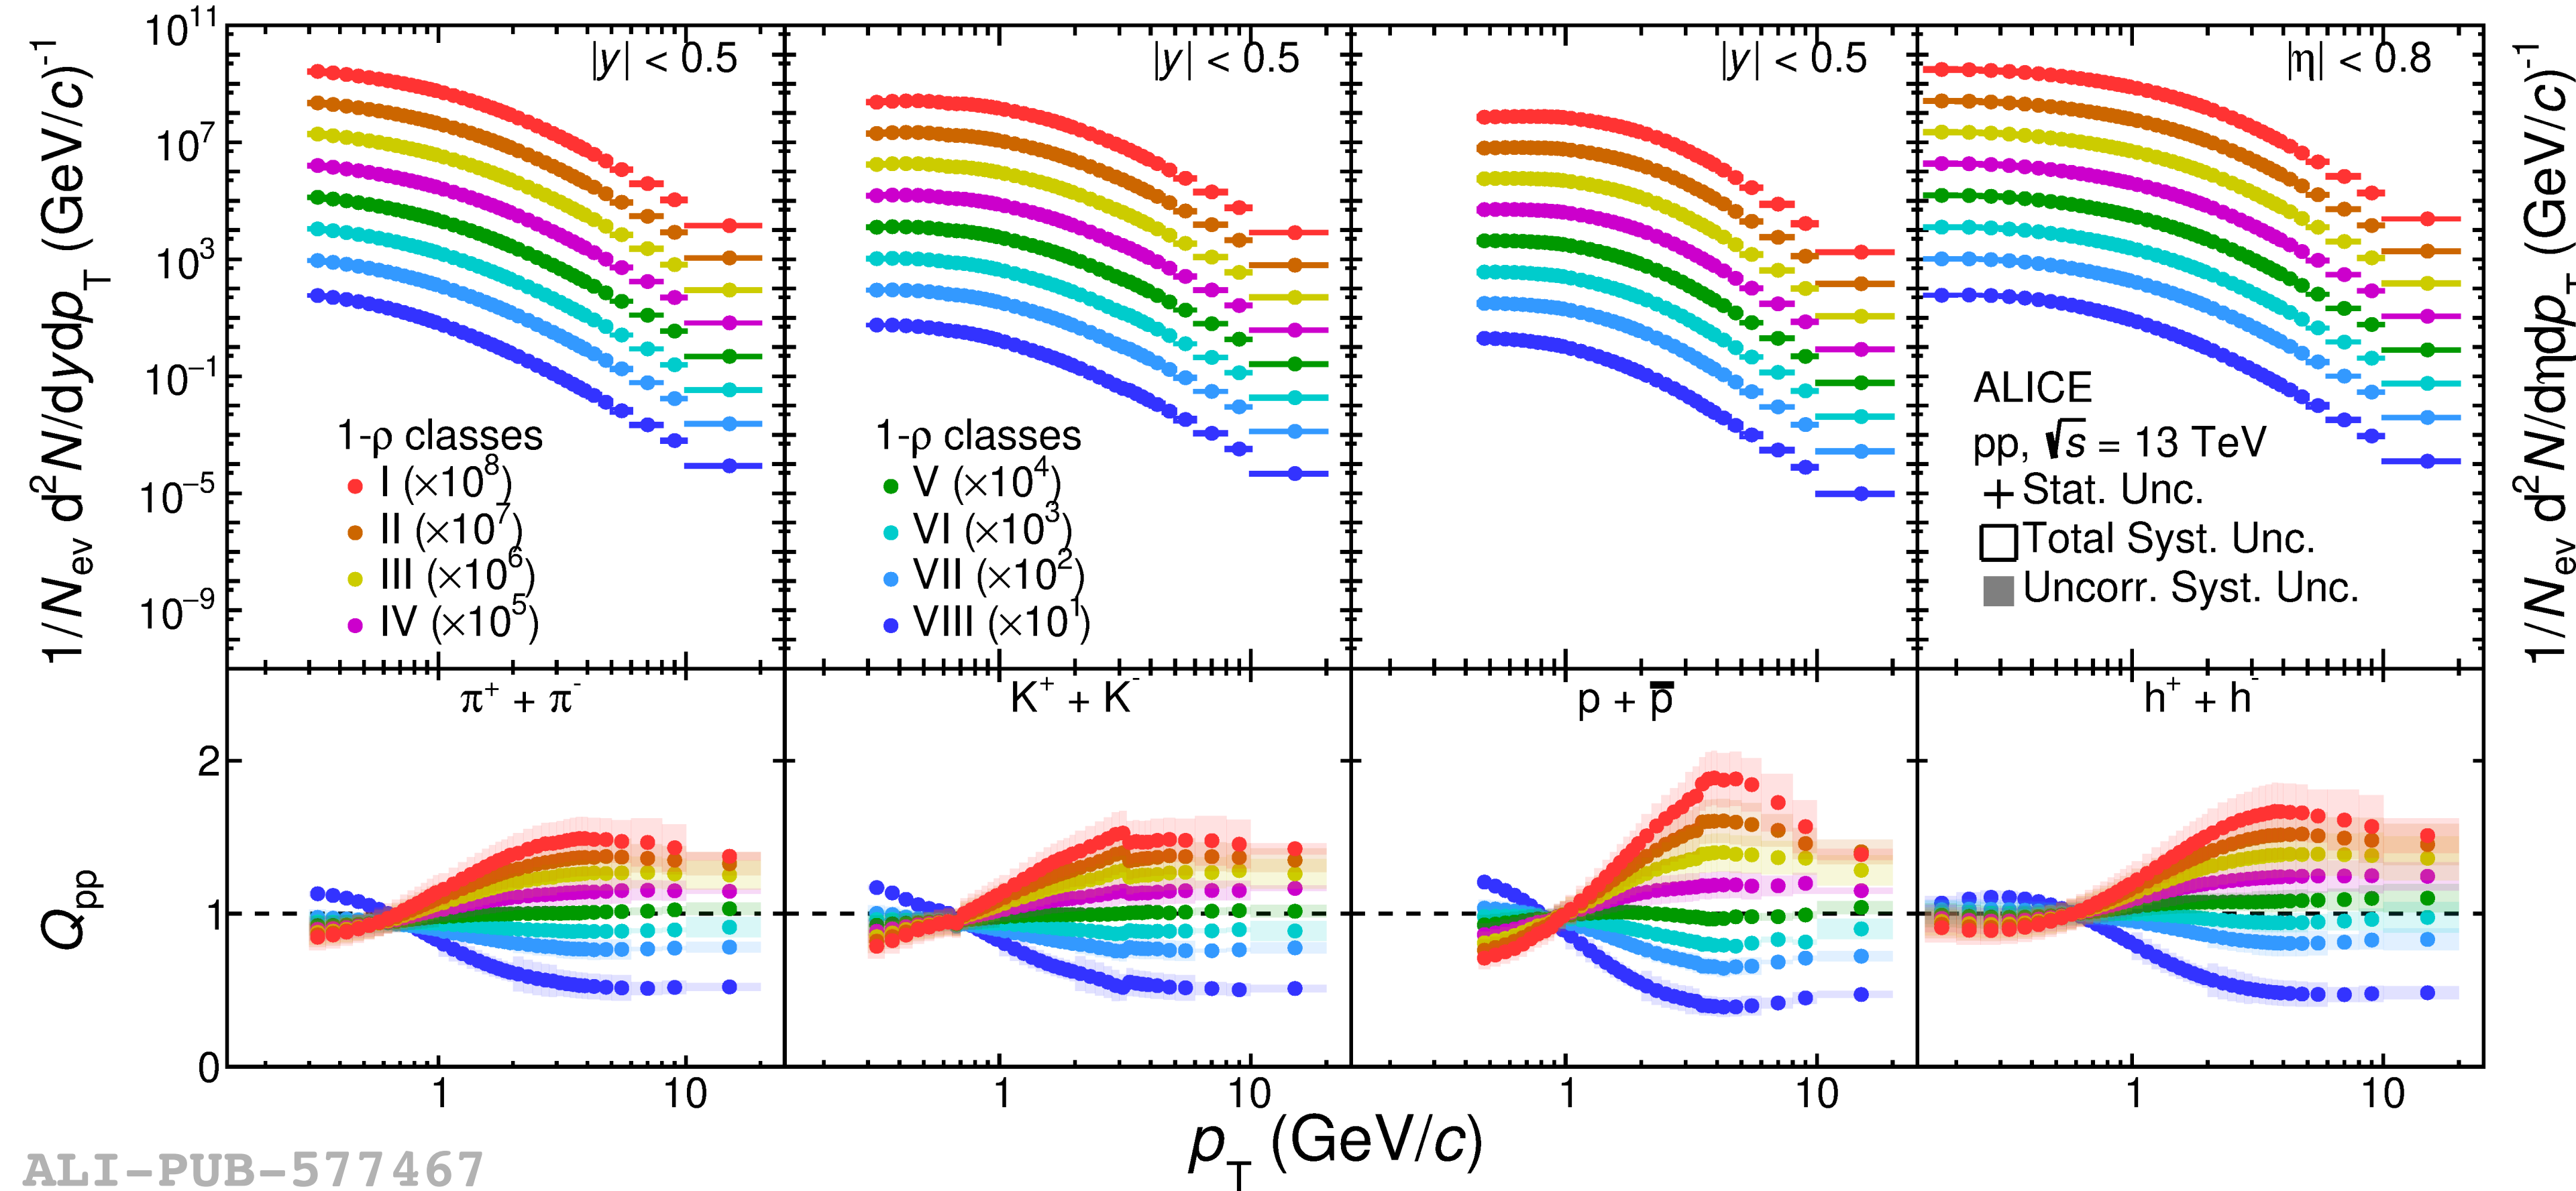 1/N_ev d²N/dydp_T (GeV/c)⁻¹
10¹¹
10⁷
10³
10⁻¹
10⁻⁵
10⁻⁹
|y| < 0.5
|y| < 0.5
|y| < 0.5
|η| < 0.8
1/N_ev d²N/dηdp_T (GeV/c)⁻¹
1-ρ classes
I (×10⁸)
II (×10⁷)
III (×10⁶)
IV (×10⁵)
1-ρ classes
V (×10⁴)
VI (×10³)
VII (×10²)
VIII (×10¹)
ALICE
pp, √s = 13 TeV
Stat. Unc.
Total Syst. Unc.
Uncorr. Syst. Unc.
π⁺ + π⁻
K⁺ + K⁻
p + p̅
h⁺ + h⁻
Q_pp
2
1
0
1 10
1 10
1 10
1 10
p_T (GeV/c)
ALI-PUB-577467